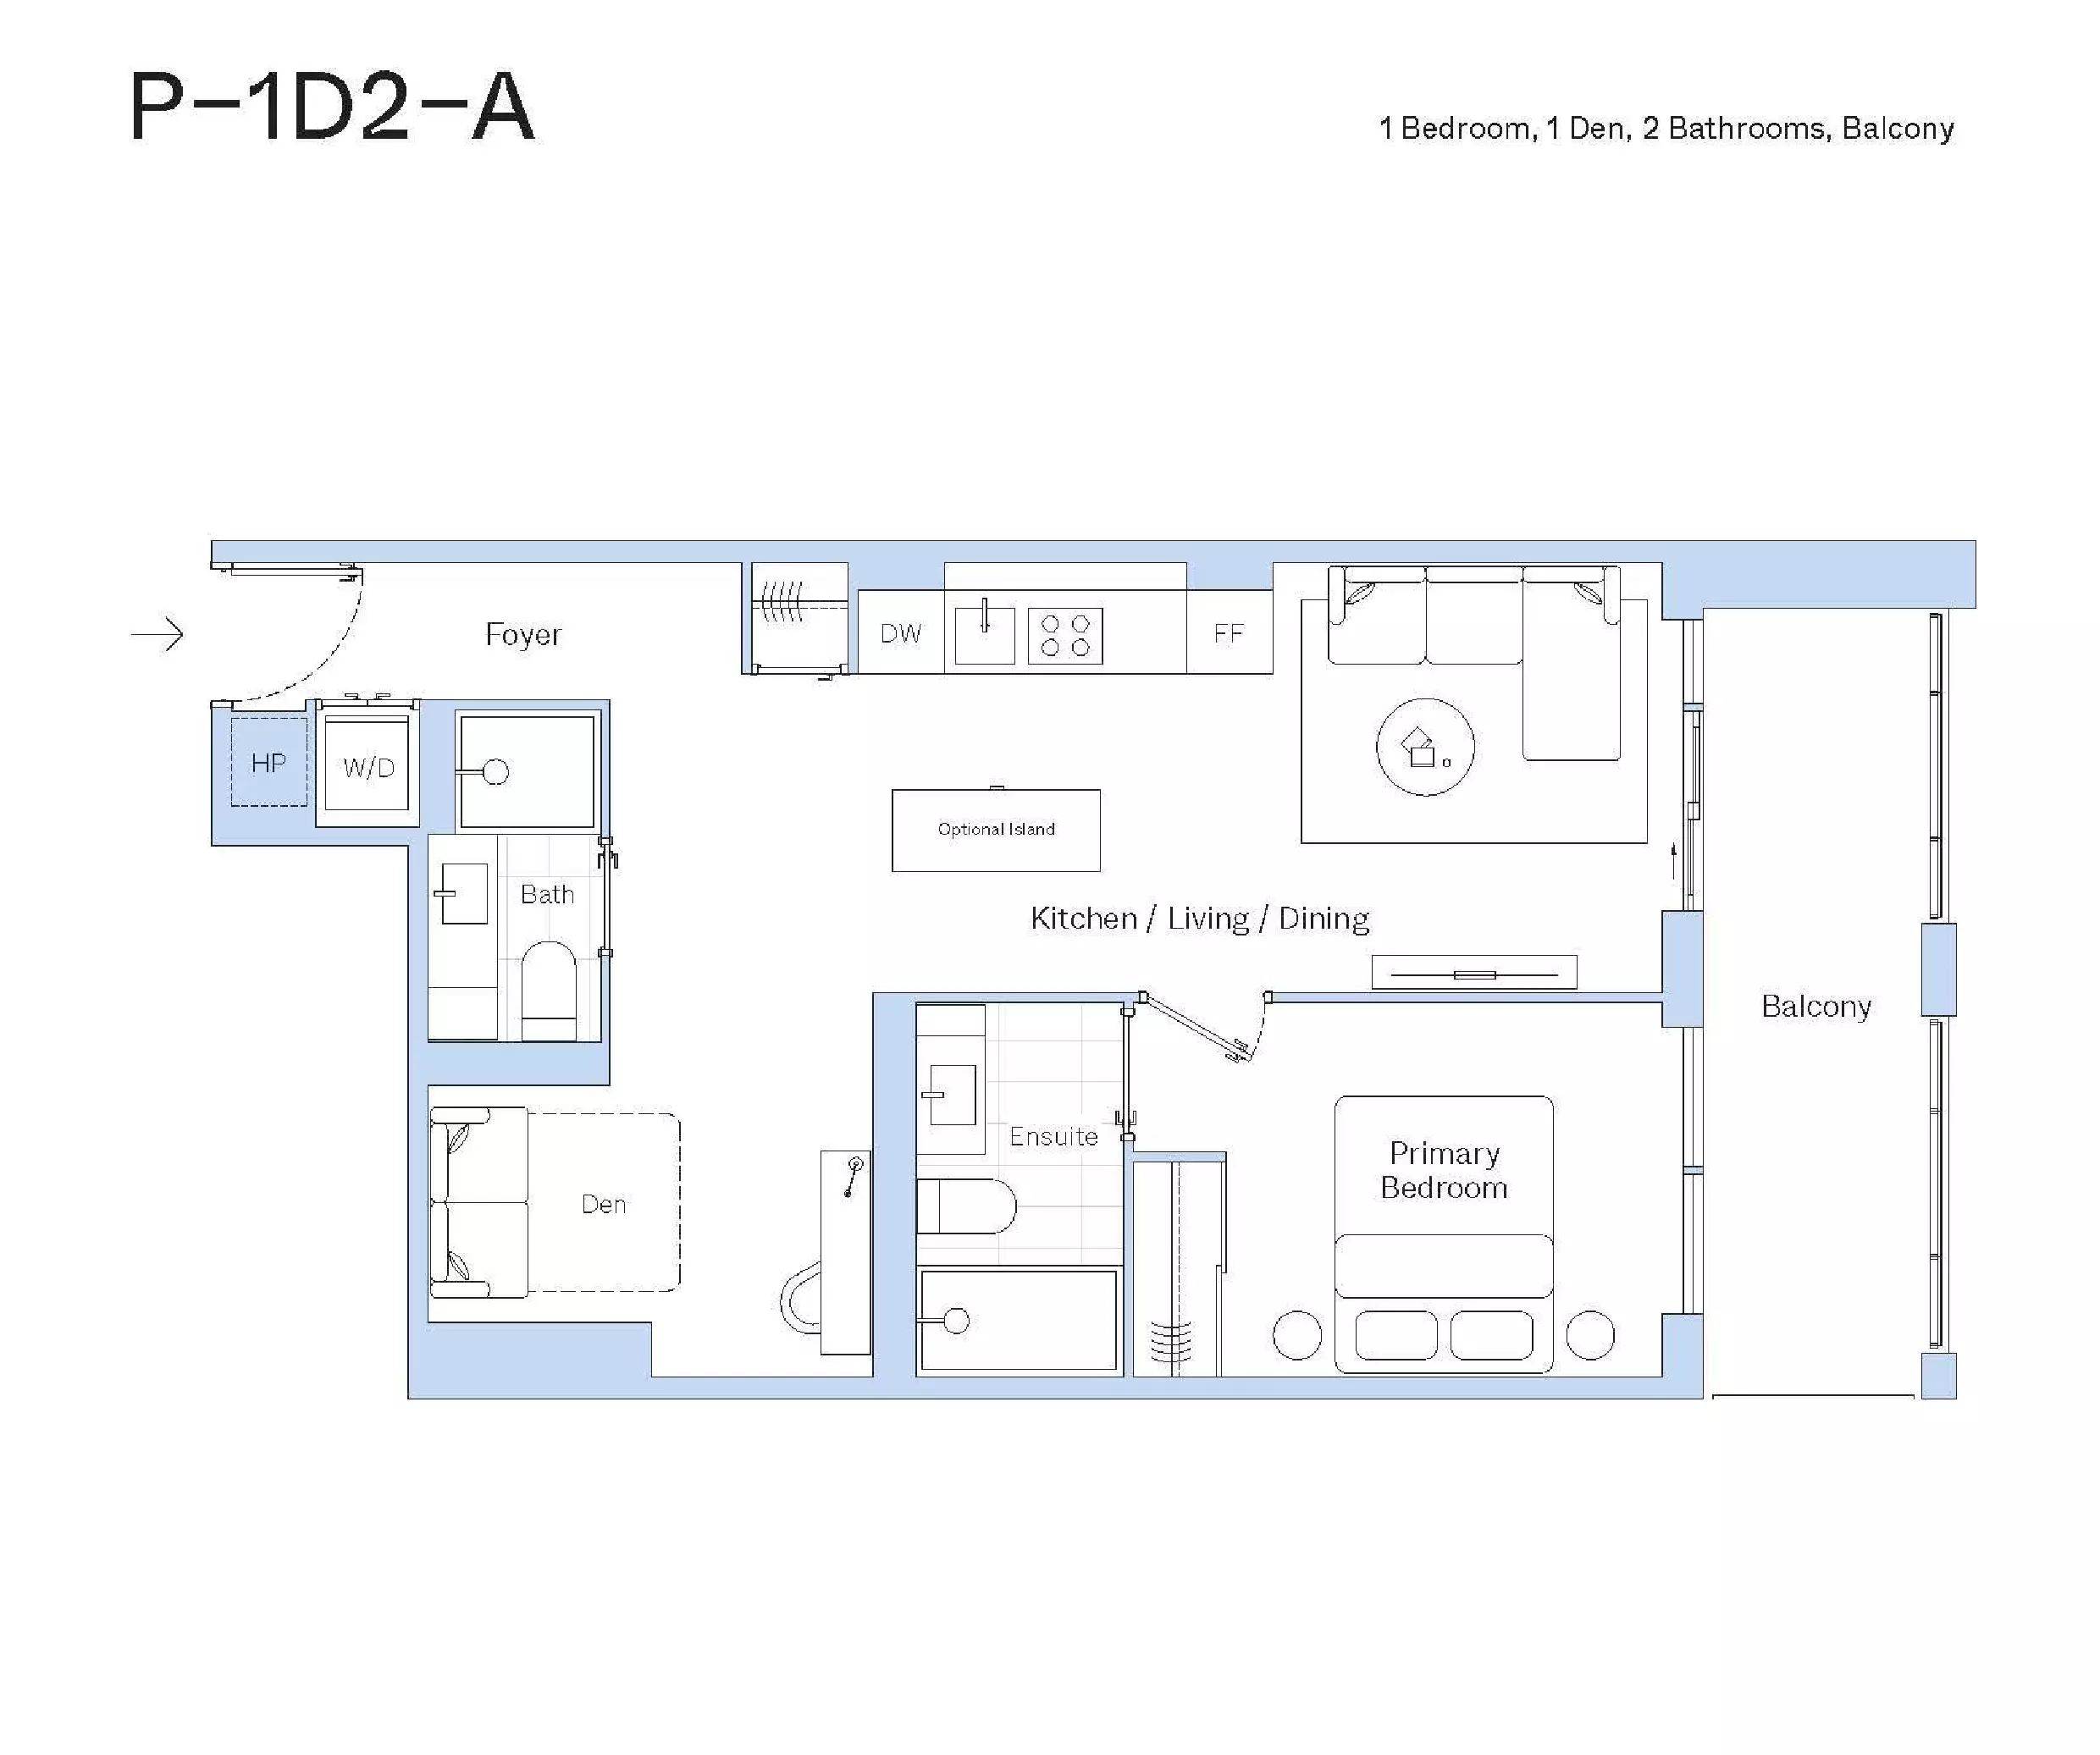 P–1D2–A
1 Bedroom, 1 Den, 2 Bathrooms, Balcony
Foyer
DW
FF
HP
W/D
Optional Island
Bath
Kitchen / Living / Dining
Balcony
Ensuite
Primary
Bedroom
Den